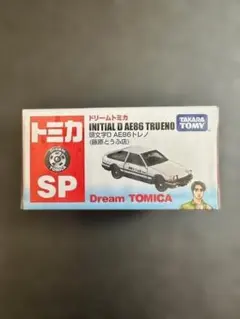 トミカ
SP
ドリームトミカ
INITIAL D AE86 TRUENO
頭文字D AE86トレノ
(藤原とうふ店)
TAKARA
TOMY
Dream TOMICA